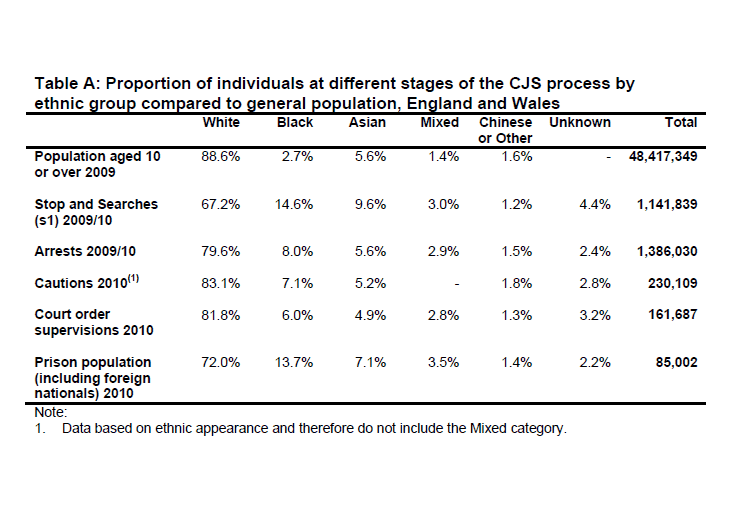 Table A: Proportion of individuals at different stages of the CJS process by
ethnic group compared to general population, England and Wales
White Black Asian Mixed Chinese or Other Unknown Total
Population aged 10 or over 2009 88.6% 2.7% 5.6% 1.4% 1.6% - 48,417,349
Stop and Searches (s1) 2009/10 67.2% 14.6% 9.6% 3.0% 1.2% 4.4% 1,141,839
Arrests 2009/10 79.6% 8.0% 5.6% 2.9% 1.5% 2.4% 1,386,030
Cautions 2010(1) 83.1% 7.1% 5.2% - 1.8% 2.8% 230,109
Court order supervisions 2010 81.8% 6.0% 4.9% 2.8% 1.3% 3.2% 161,687
Prison population (including foreign nationals) 2010 72.0% 13.7% 7.1% 3.5% 1.4% 2.2% 85,002
Note:
1. Data based on ethnic appearance and therefore do not include the Mixed category.